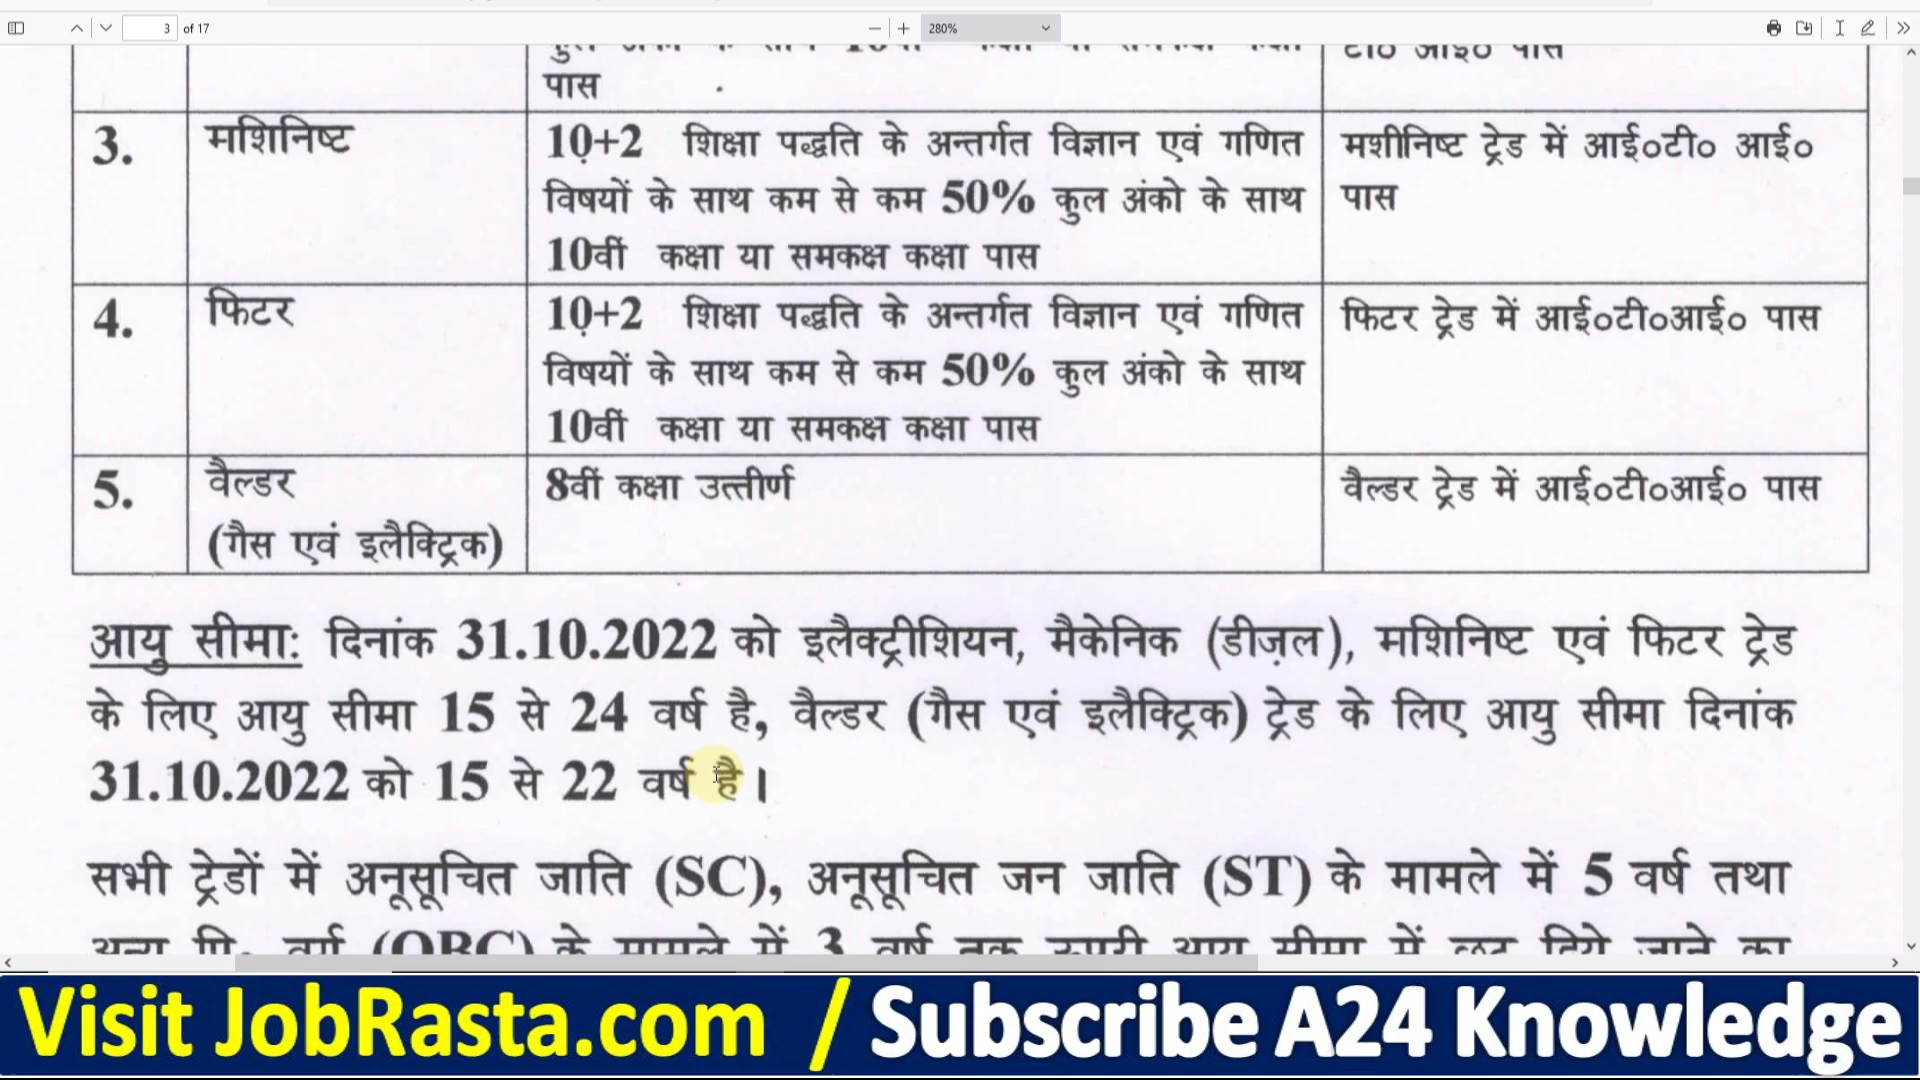 3 of 17
280%
पास
3. मशिनिष्ट 10+2 शिक्षा पद्धति के अन्तर्गत विज्ञान एवं गणित मशीनिष्ट ट्रेड में आई०टी० आई०
विषयों के साथ कम से कम 50% कुल अंको के साथ पास
10वीं कक्षा या समकक्ष कक्षा पास
4. फिटर 10+2 शिक्षा पद्धति के अन्तर्गत विज्ञान एवं गणित फिटर ट्रेड में आई०टी०आई० पास
विषयों के साथ कम से कम 50% कुल अंको के साथ
10वीं कक्षा या समकक्ष कक्षा पास
5. वैल्डर 8वीं कक्षा उत्तीर्ण वैल्डर ट्रेड में आई०टी०आई० पास
(गैस एवं इलैक्ट्रिक)
आयु सीमा: दिनांक 31.10.2022 को इलैक्ट्रीशियन, मैकेनिक (डीज़ल), मशिनिष्ट एवं फिटर ट्रेड
के लिए आयु सीमा 15 से 24 वर्ष है, वैल्डर (गैस एवं इलैक्ट्रिक) ट्रेड के लिए आयु सीमा दिनांक
31.10.2022 को 15 से 22 वर्ष है।
सभी ट्रेडों में अनूसूचित जाति (SC), अनूसूचित जन जाति (ST) के मामले में 5 वर्ष तथा
Visit JobRasta.com / Subscribe A24 Knowledge